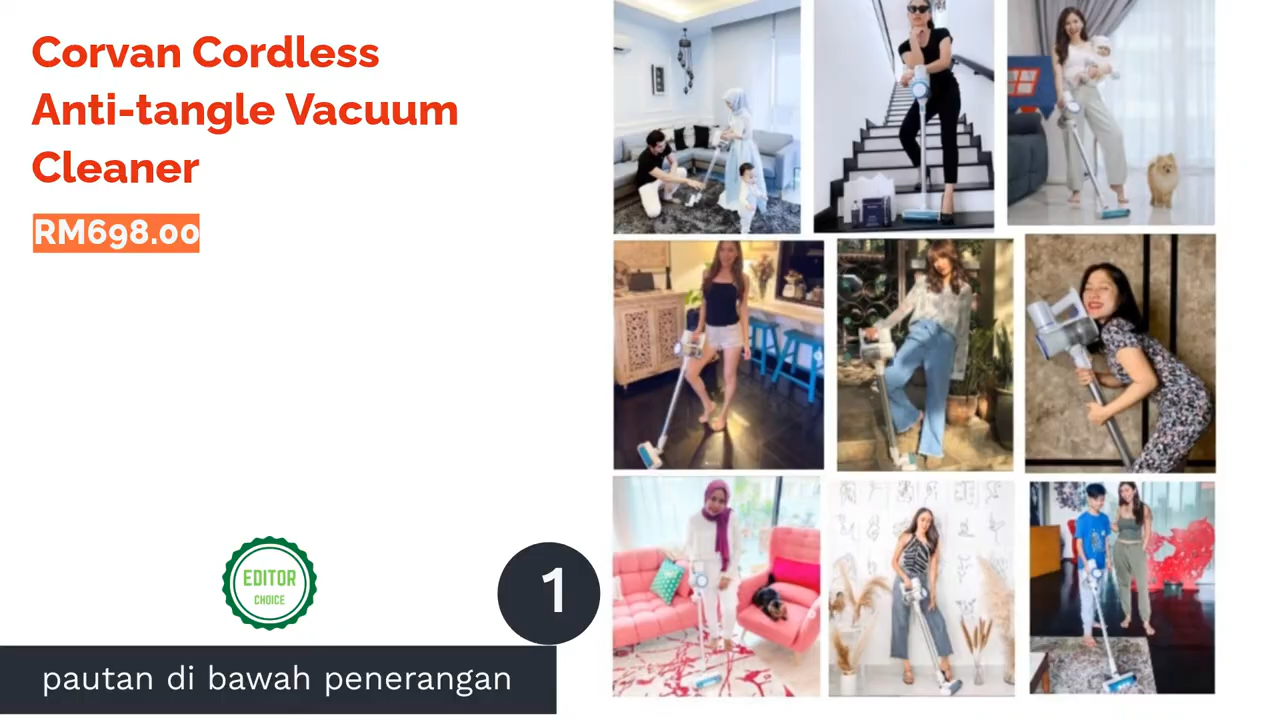 Corvan Cordless
Anti-tangle Vacuum
Cleaner
RM698.00
EDITOR
CHOICE
1
pautan di bawah penerangan